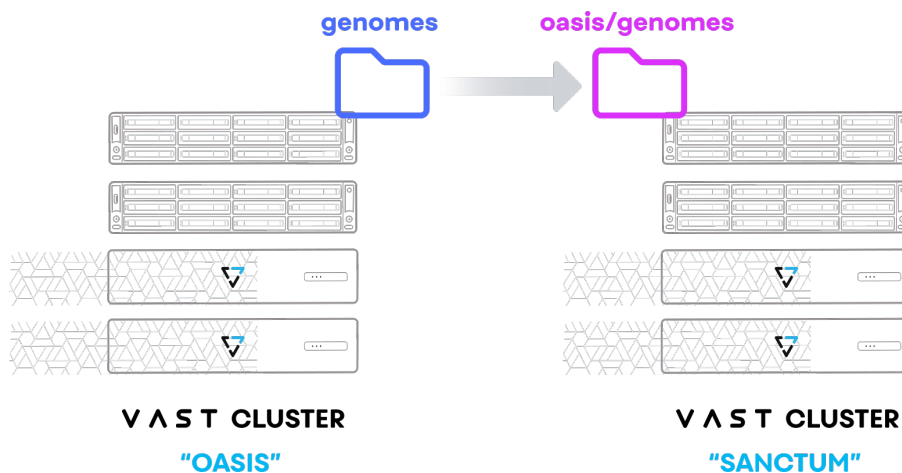 genomes
oasis/genomes
VAST CLUSTER
“OASIS”
VAST CLUSTER
“SANCTUM”